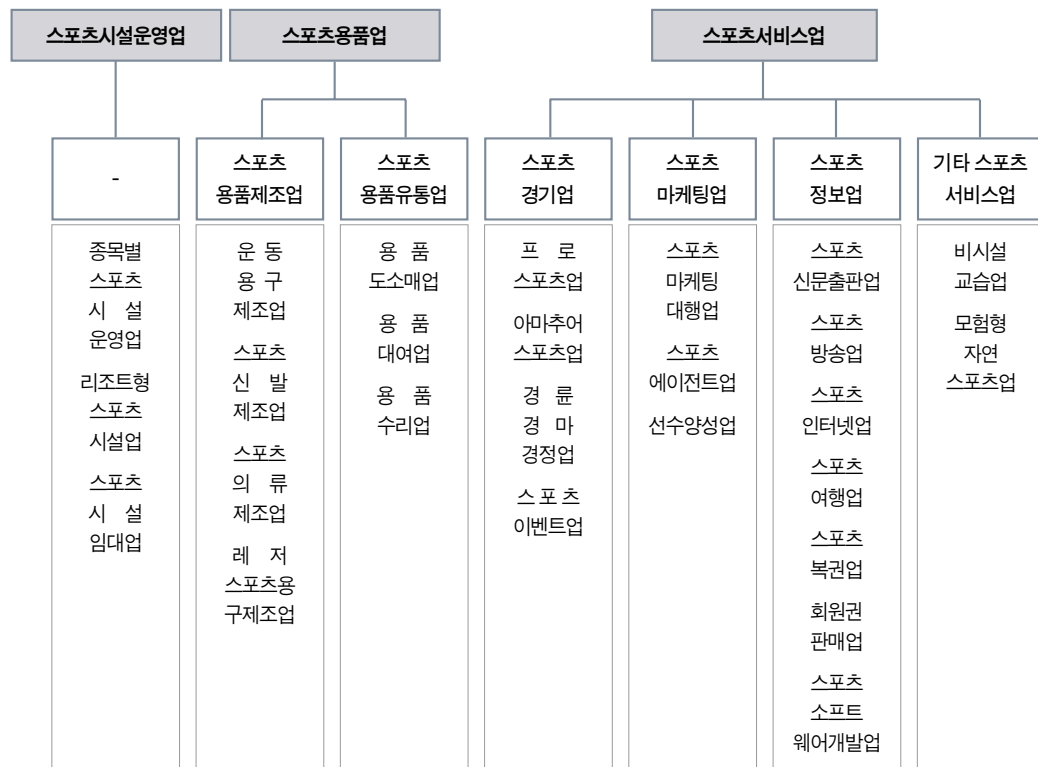 스포츠시설운영업
스포츠용품업
스포츠서비스업
-
스포츠
용품제조업
스포츠
용품유통업
스포츠
경기업
스포츠
마케팅업
스포츠
정보업
기타 스포츠
서비스업
종목별
스포츠
시 설
운영업
리조트형
스포츠
시설업
스포츠
시 설
임대업
운 동
용 구
제조업
스포츠
신 발
제조업
스포츠
의 류
제조업
레 저
스포츠용
구제조업
용 품
도소매업
용 품
대여업
용 품
수리업
프 로
스포츠업
아마추어
스포츠업
경 륜
경 마
경정업
스 포 츠
이벤트업
스포츠
마케팅
대행업
스포츠
에이전트업
선수양성업
스포츠
신문출판업
스포츠
방송업
스포츠
인터넷업
스포츠
여행업
스포츠
복권업
회원권
판매업
스포츠
소프트
웨어개발업
비시설
교습업
모험형
자연
스포츠업